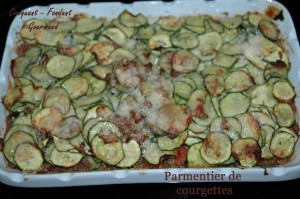 Croquant - Fondant
Gourmand
Parmentier de
courgettes